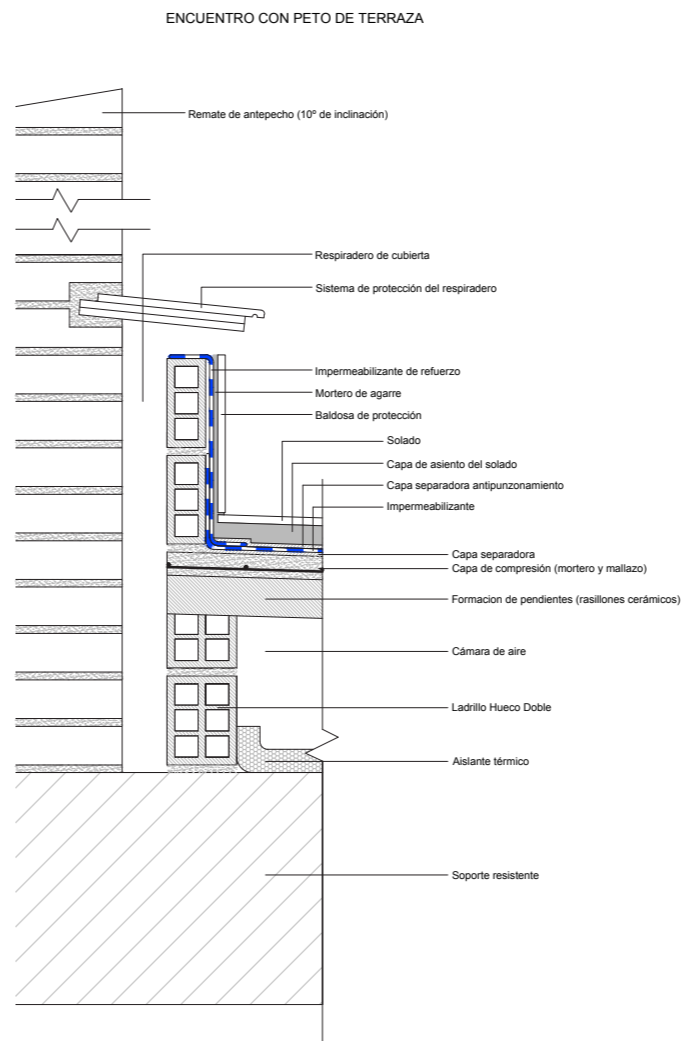 ENCUENTRO CON PETO DE TERRAZA
Remate de antepecho (10º de inclinación)
Respiradero de cubierta
Sistema de protección del respiradero
Impermeabilizante de refuerzo
Mortero de agarre
Baldosa de protección
Solado
Capa de asiento del solado
Capa separadora antipunzonamiento
Impermeabilizante
Capa separadora
Capa de compresión (mortero y mallazo)
Formacion de pendientes (rasillones cerámicos)
Cámara de aire
Ladrillo Hueco Doble
Aislante térmico
Soporte resistente